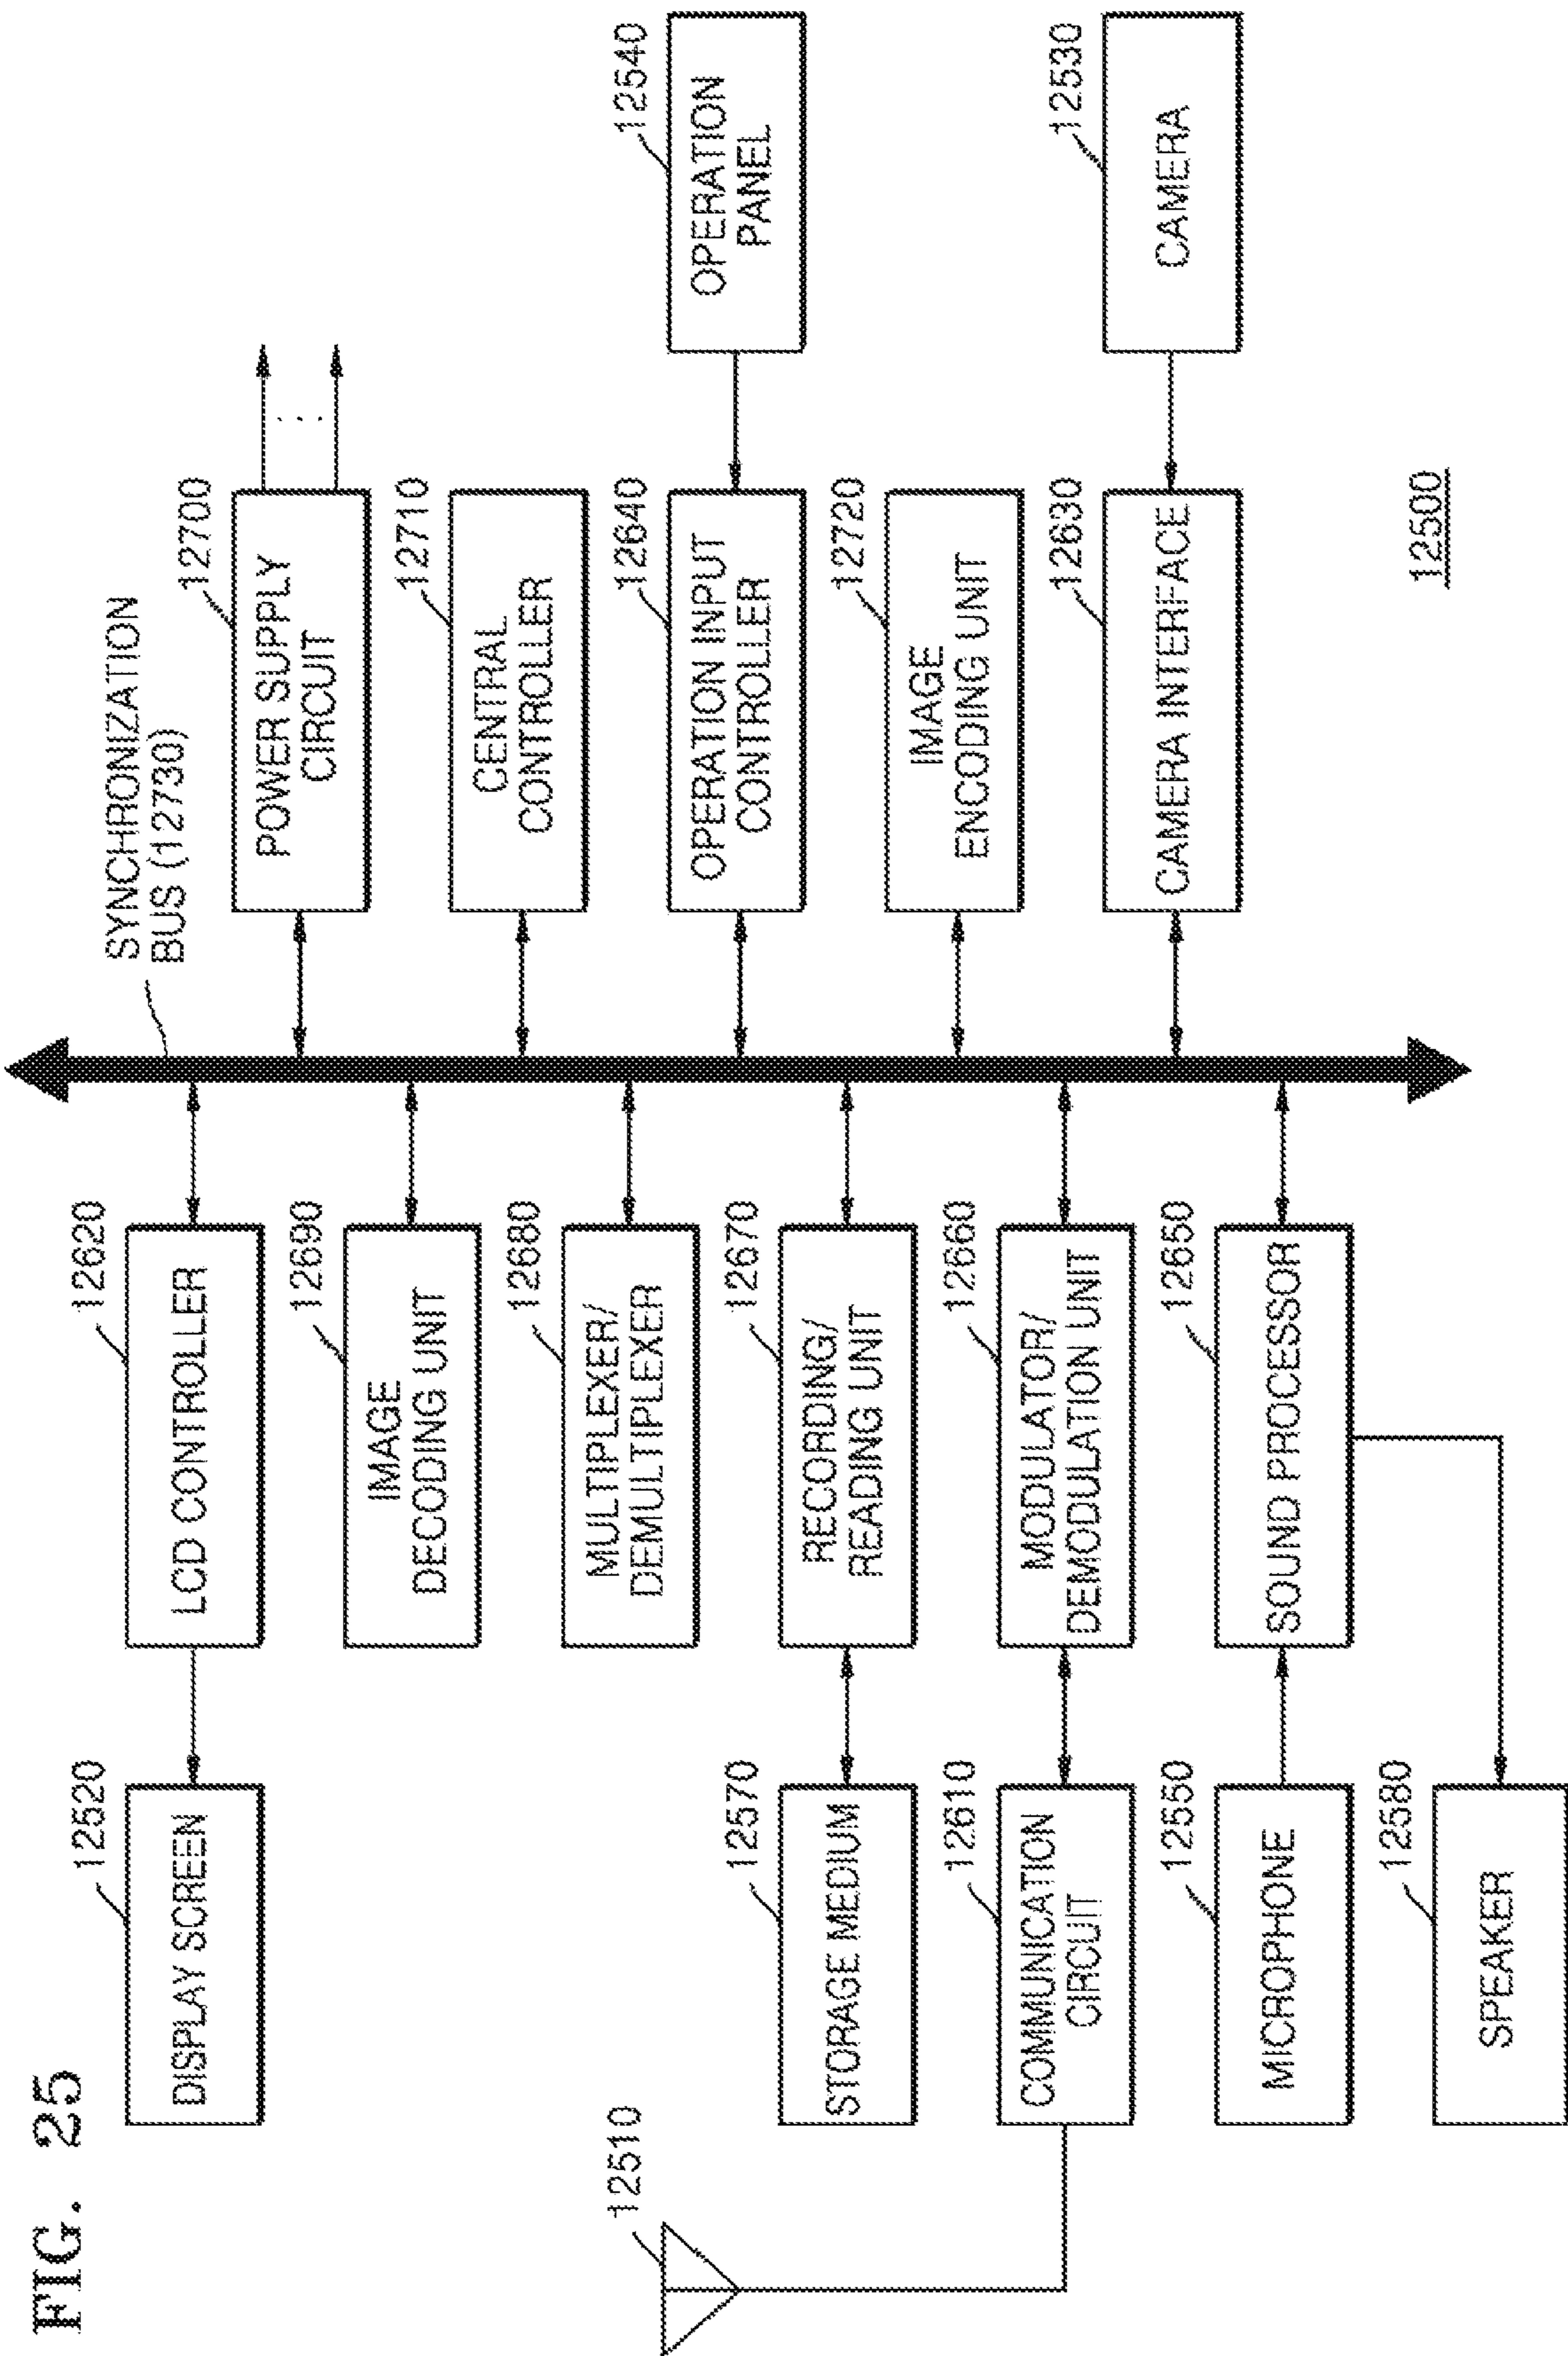 FIG. 25
12510
12520
DISPLAY SCREEN
12620
LCD CONTROLLER
12690
IMAGE
DECODING UNIT
12680
MULTIPLEXER/
DEMULTIPLEXER
12570
STORAGE MEDIUM
12670
RECORDING/
READING UNIT
12610
COMMUNICATION
CIRCUIT
12660
MODULATOR/
DEMODULATION UNIT
12550
MICROPHONE
12650
SOUND PROCESSOR
12580
SPEAKER
SYNCHRONIZATION
BUS (12730)
12700
POWER SUPPLY
CIRCUIT
12710
CENTRAL
CONTROLLER
12640
OPERATION INPUT
CONTROLLER
12540
OPERATION
PANEL
12720
IMAGE
ENCODING UNIT
12630
CAMERA INTERFACE
12530
CAMERA
12500